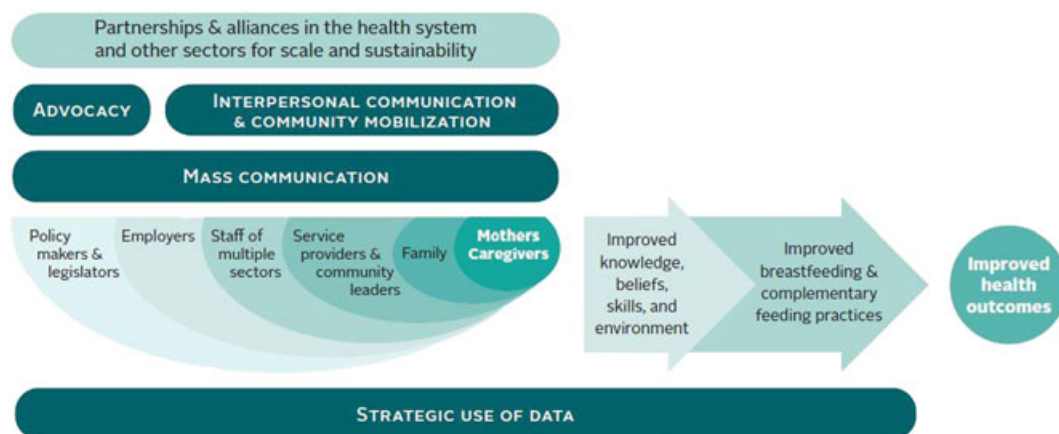 Partnerships & alliances in the health system
and other sectors for scale and sustainability
ADVOCACY
INTERPERSONAL COMMUNICATION
& COMMUNITY MOBILIZATION
MASS COMMUNICATION
Policy
makers &
legislators
Employers
Staff of
multiple
sectors
Service
providers &
community
leaders
Family
Mothers
Caregivers
Improved
knowledge,
beliefs,
skills, and
environment
Improved
breastfeeding &
complementary
feeding practices
Improved
health
outcomes
STRATEGIC USE OF DATA